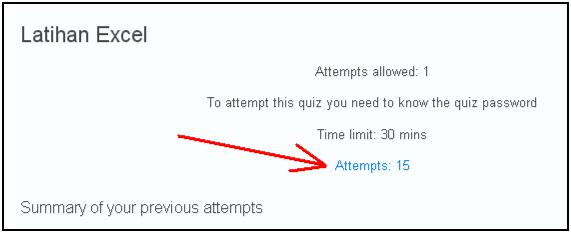 Latihan Excel
Attempts allowed: 1
To attempt this quiz you need to know the quiz password
Time limit: 30 mins
Attempts: 15
Summary of your previous attempts